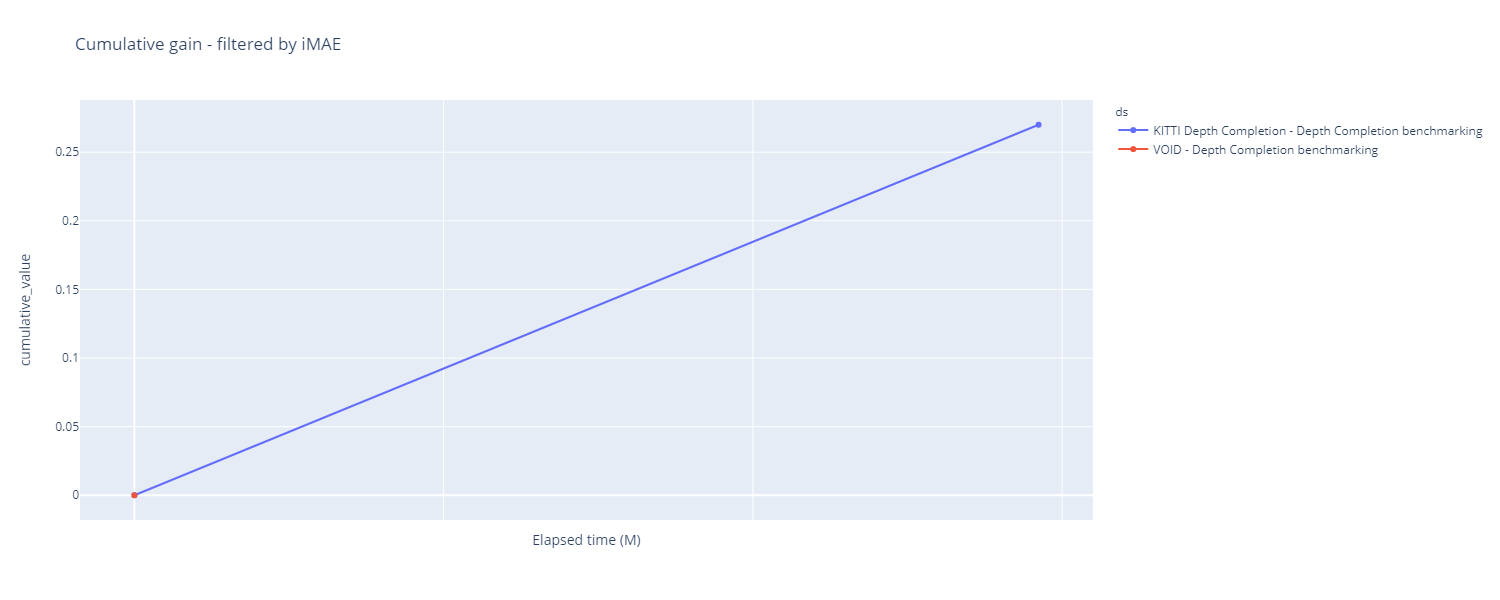 Cumulative gain - filtered by iMAE
ds
KITTI Depth Completion - Depth Completion benchmarking
VOID - Depth Completion benchmarking
cumulative_value
0.25
0.2
0.15
0.1
0.05
0
Elapsed time (M)